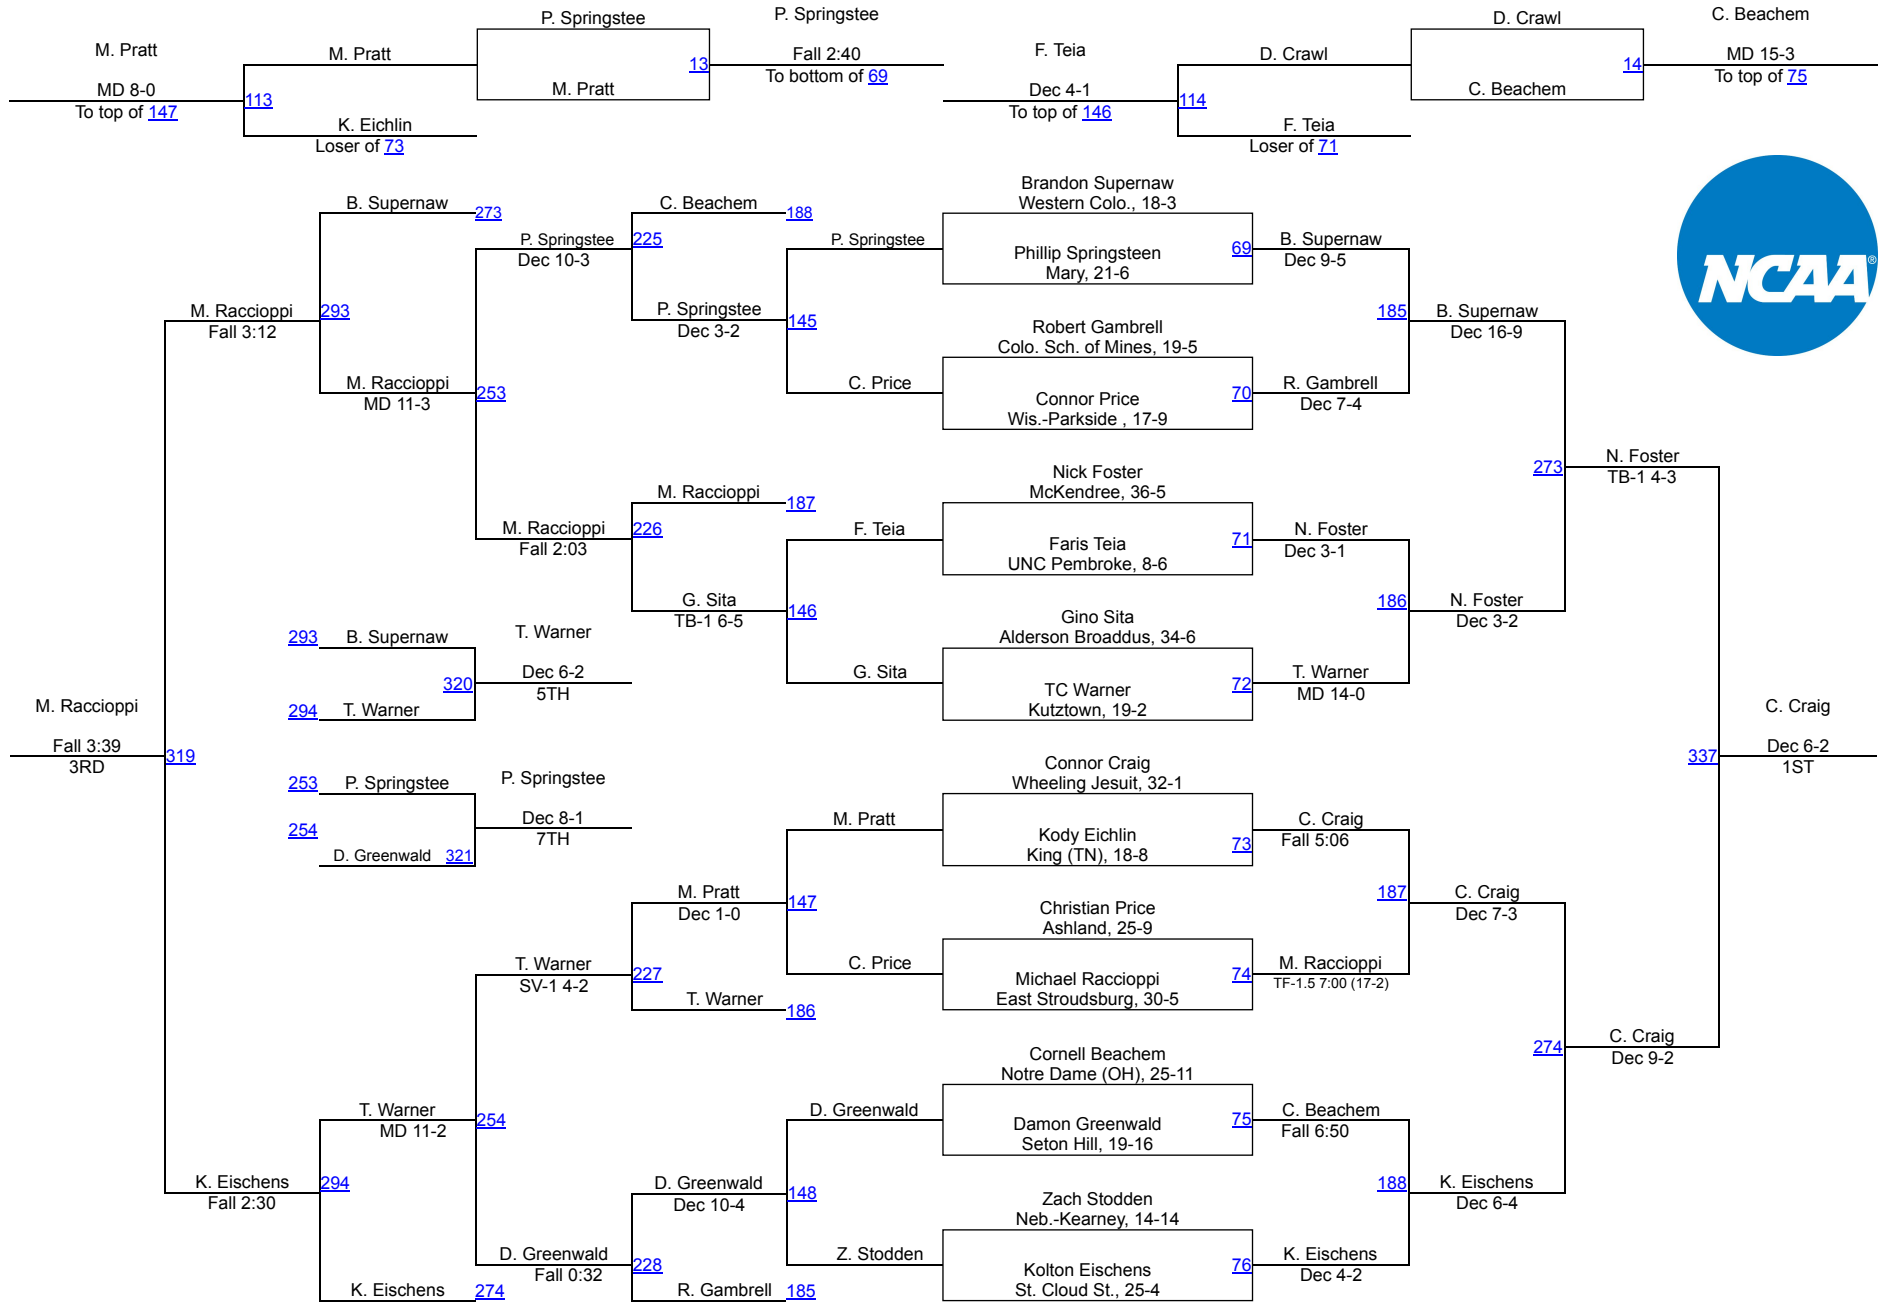 P. Springstee
P. Springstee
D. Crawl
C. Beachem
M. Pratt
M. Pratt
13
Fall 2:40
To bottom of 69
F. Teia
D. Crawl
14
MD 15-3
To top of 75
MD 8-0
To top of 147
113
M. Pratt
Dec 4-1
To top of 146
114
C. Beachem
K. Eichlin
Loser of 73
F. Teia
Loser of 71
NCAA®
B. Supernaw
273
C. Beachem
188
Brandon Supernaw
Western Colo., 18-3
P. Springstee
Dec 10-3
225
P. Springstee
Phillip Springsteen
Mary, 21-6
69
B. Supernaw
Dec 9-5
M. Raccioppi
Fall 3:12
293
P. Springstee
Dec 3-2
145
Robert Gambrell
Colo. Sch. of Mines, 19-5
185
B. Supernaw
Dec 16-9
M. Raccioppi
MD 11-3
253
C. Price
Connor Price
Wis.-Parkside , 17-9
70
R. Gambrell
Dec 7-4
M. Raccioppi
187
Nick Foster
McKendree, 36-5
273
N. Foster
TB-1 4-3
M. Raccioppi
Fall 2:03
226
F. Teia
Faris Teia
UNC Pembroke, 8-6
71
N. Foster
Dec 3-1
G. Sita
TB-1 6-5
146
Gino Sita
Alderson Broaddus, 34-6
186
N. Foster
Dec 3-2
293
B. Supernaw
T. Warner
320
Dec 6-2
5TH
294
T. Warner
G. Sita
TC Warner
Kutztown, 19-2
72
T. Warner
MD 14-0
M. Raccioppi
Fall 3:39
3RD
319
C. Craig
337
Dec 6-2
1ST
253
P. Springstee
P. Springstee
254
D. Greenwald
321
Dec 8-1
7TH
Connor Craig
Wheeling Jesuit, 32-1
M. Pratt
Kody Eichlin
King (TN), 18-8
73
C. Craig
Fall 5:06
M. Pratt
Dec 1-0
147
Christian Price
Ashland, 25-9
187
C. Craig
Dec 7-3
T. Warner
SV-1 4-2
227
C. Price
Michael Raccioppi
East Stroudsburg, 30-5
74
M. Raccioppi
TF-1.5 7:00 (17-2)
T. Warner
186
Cornell Beachem
Notre Dame (OH), 25-11
274
C. Craig
Dec 9-2
T. Warner
MD 11-2
254
D. Greenwald
Damon Greenwald
Seton Hill, 19-16
75
C. Beachem
Fall 6:50
K. Eischens
Fall 2:30
294
D. Greenwald
Dec 10-4
148
Zach Stodden
Neb.-Kearney, 14-14
188
K. Eischens
Dec 6-4
D. Greenwald
Fall 0:32
228
Z. Stodden
Kolton Eischens
St. Cloud St., 25-4
76
K. Eischens
Dec 4-2
K. Eischens
274
R. Gambrell
185